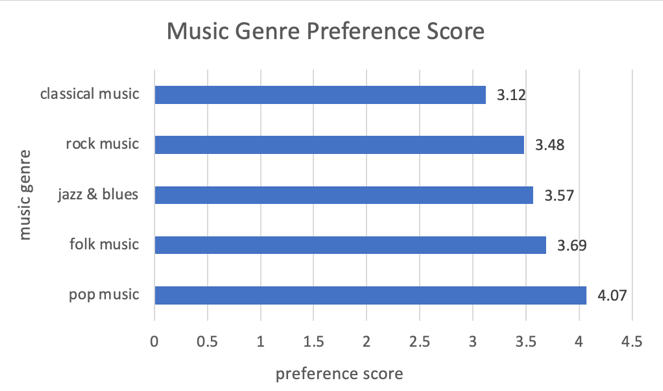 Music Genre Preference Score
music genre
classical music 3.12
rock music 3.48
jazz & blues 3.57
folk music 3.69
pop music 4.07
0 0.5 1 1.5 2 2.5 3 3.5 4 4.5
preference score